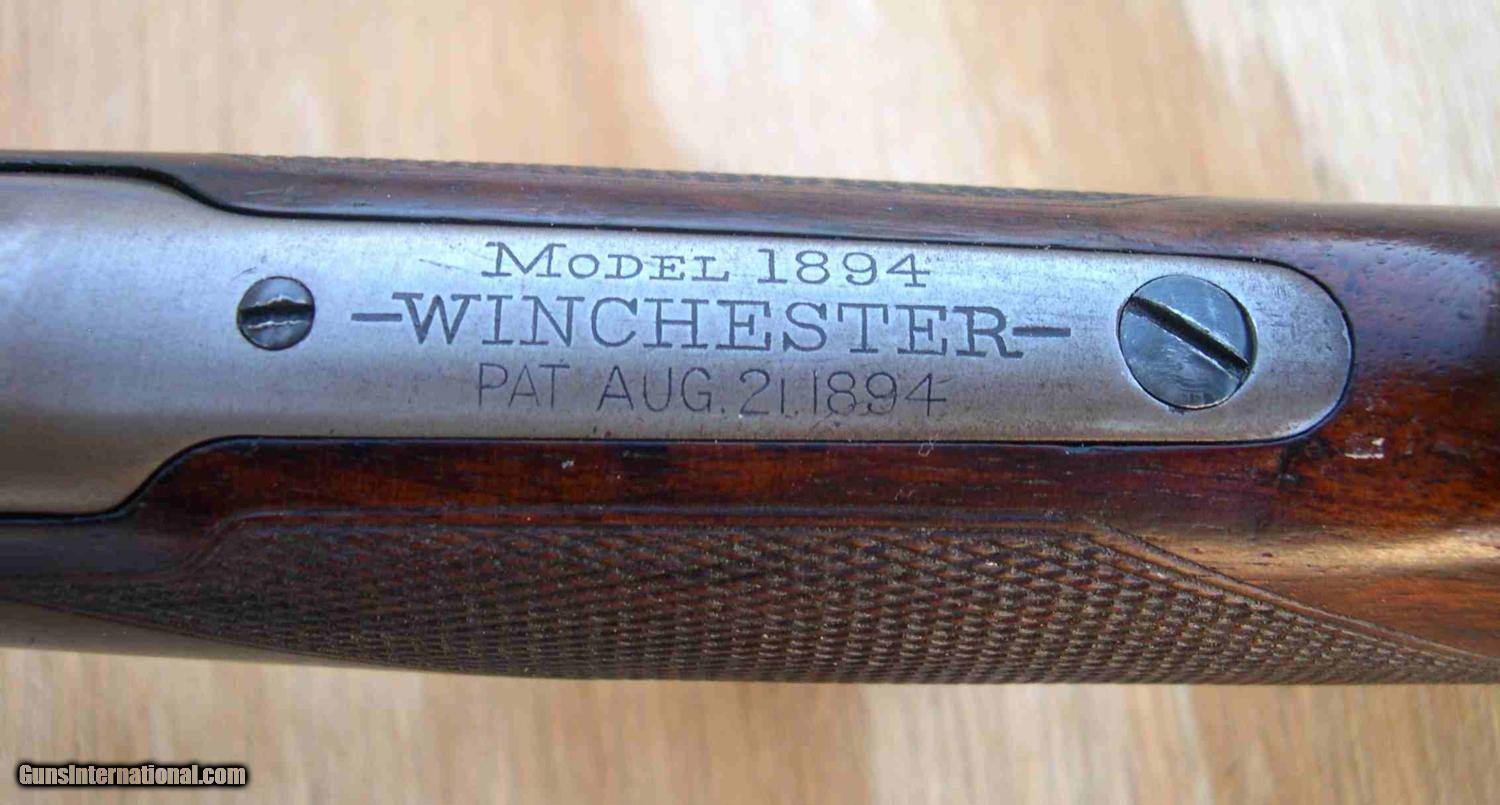 MODEL 1894
-WINCHESTER-
PAT AUG. 21. 1894
GunsInternational.com